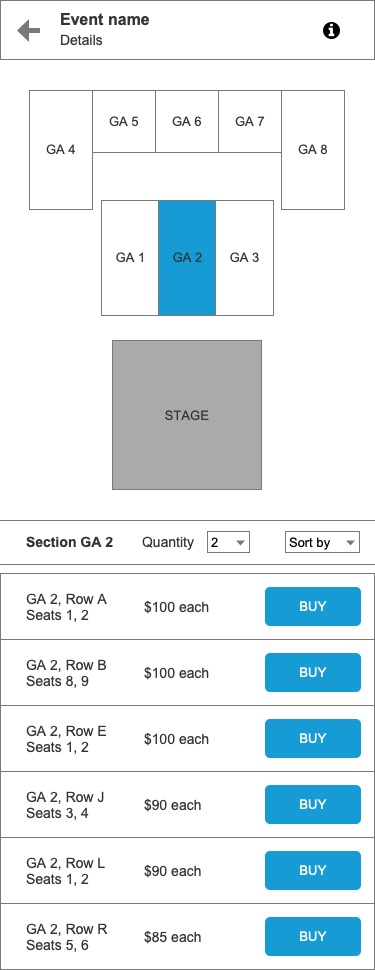 Event name
Details
GA 5 GA 6 GA 7
GA 4 GA 8
GA 1 GA 2 GA 3
STAGE
Section GA 2 Quantity 2 Sort by
GA 2, Row A
Seats 1, 2 $100 each BUY
GA 2, Row B
Seats 8, 9 $100 each BUY
GA 2, Row E
Seats 1, 2 $100 each BUY
GA 2, Row J
Seats 3, 4 $90 each BUY
GA 2, Row L
Seats 1, 2 $90 each BUY
GA 2, Row R
Seats 5, 6 $85 each BUY